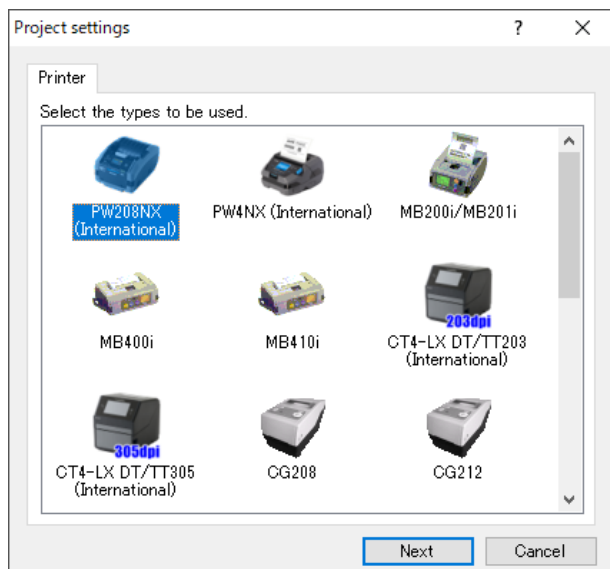 Project settings
Printer
Select the types to be used.
PW208NX
(International)
PW4NX (International)
MB200i/MB201i
MB400i
MB410i
203dpi
CT4-LX DT/TT203
(International)
305dpi
CT4-LX DT/TT305
(International)
CG208
CG212
Next
Cancel